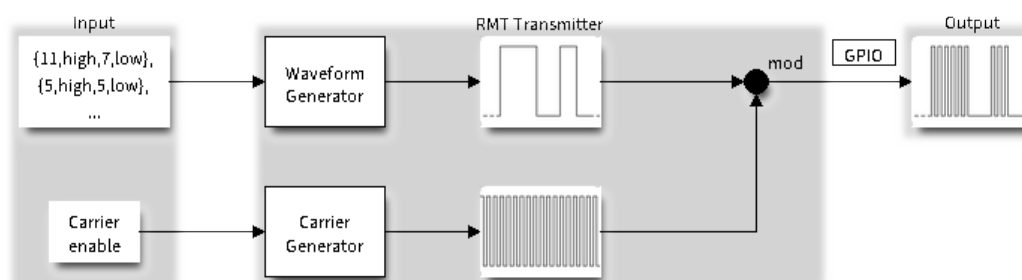 Input
RMT Transmitter
Output
{11,high,7,low},
{5,high,5,low},
...
Waveform
Generator
mod
GPIO
Carrier
enable
Carrier
Generator